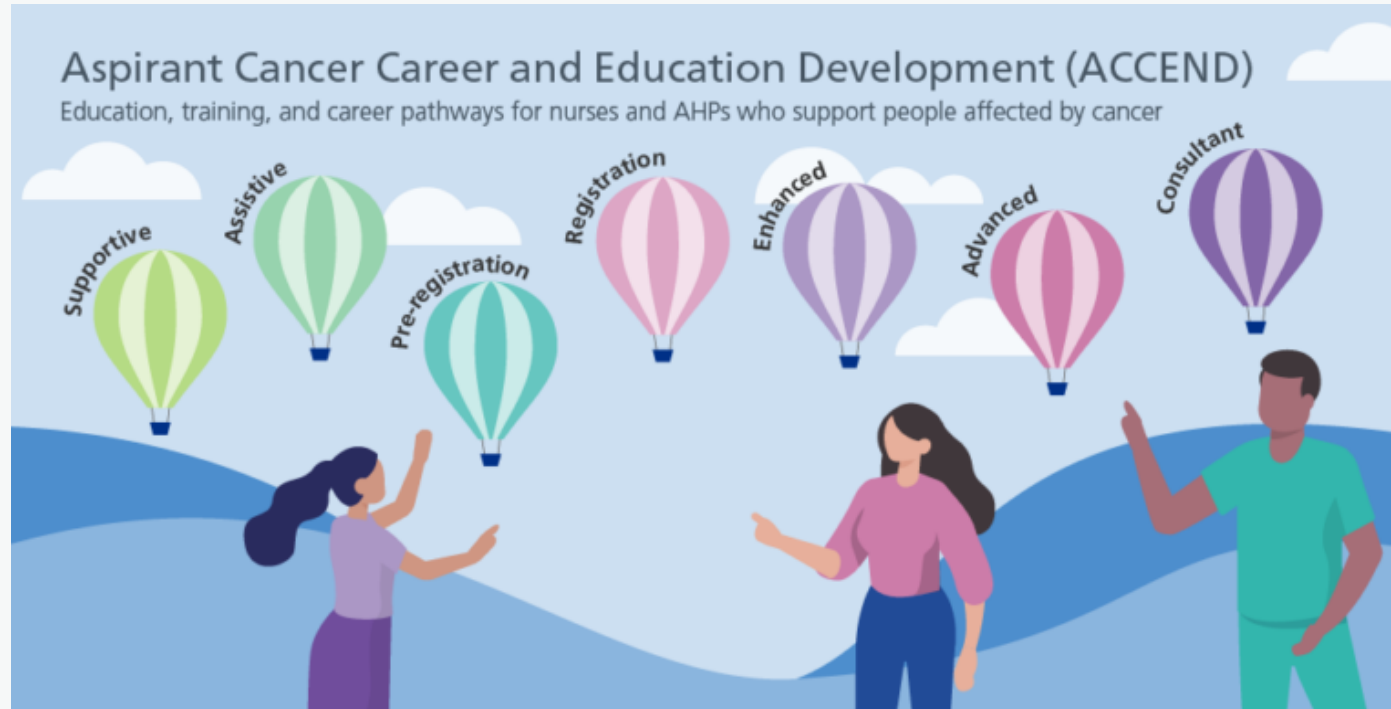 Aspirant Cancer Career and Education Development (ACCEND)
Education, training, and career pathways for nurses and AHPs who support people affected by cancer
Supportive
Assistive
Pre-registration
Registration
Enhanced
Advanced
Consultant